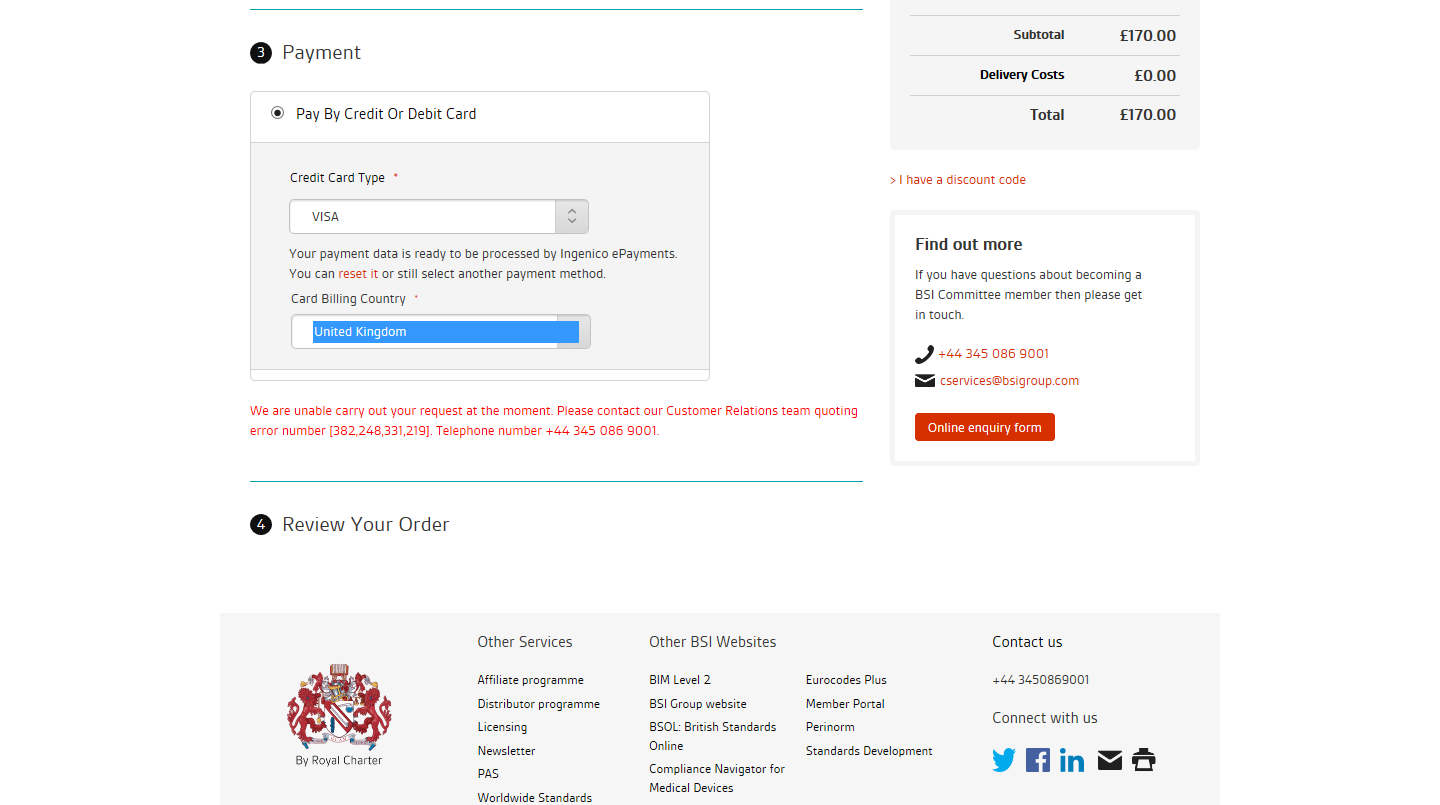 3 Payment
Pay By Credit Or Debit Card
Credit Card Type *
VISA
Your payment data is ready to be processed by Ingenico ePayments.
You can reset it or still select another payment method.
Card Billing Country *
United Kingdom
We are unable carry out your request at the moment. Please contact our Customer Relations team quoting
error number [382,248,331,219]. Telephone number +44 345 086 9001.
4 Review Your Order
Subtotal £170.00
Delivery Costs £0.00
Total £170.00
> I have a discount code
Find out more
If you have questions about becoming a
BSI Committee member then please get
in touch.
+44 345 086 9001
cservices@bsigroup.com
Online enquiry form
By Royal Charter
Other Services
Affiliate programme
Distributor programme
Licensing
Newsletter
PAS
Worldwide Standards
Other BSI Websites
BIM Level 2
BSI Group website
BSOL: British Standards
Online
Compliance Navigator for
Medical Devices
Eurocodes Plus
Member Portal
Perinorm
Standards Development
Contact us
+44 3450869001
Connect with us